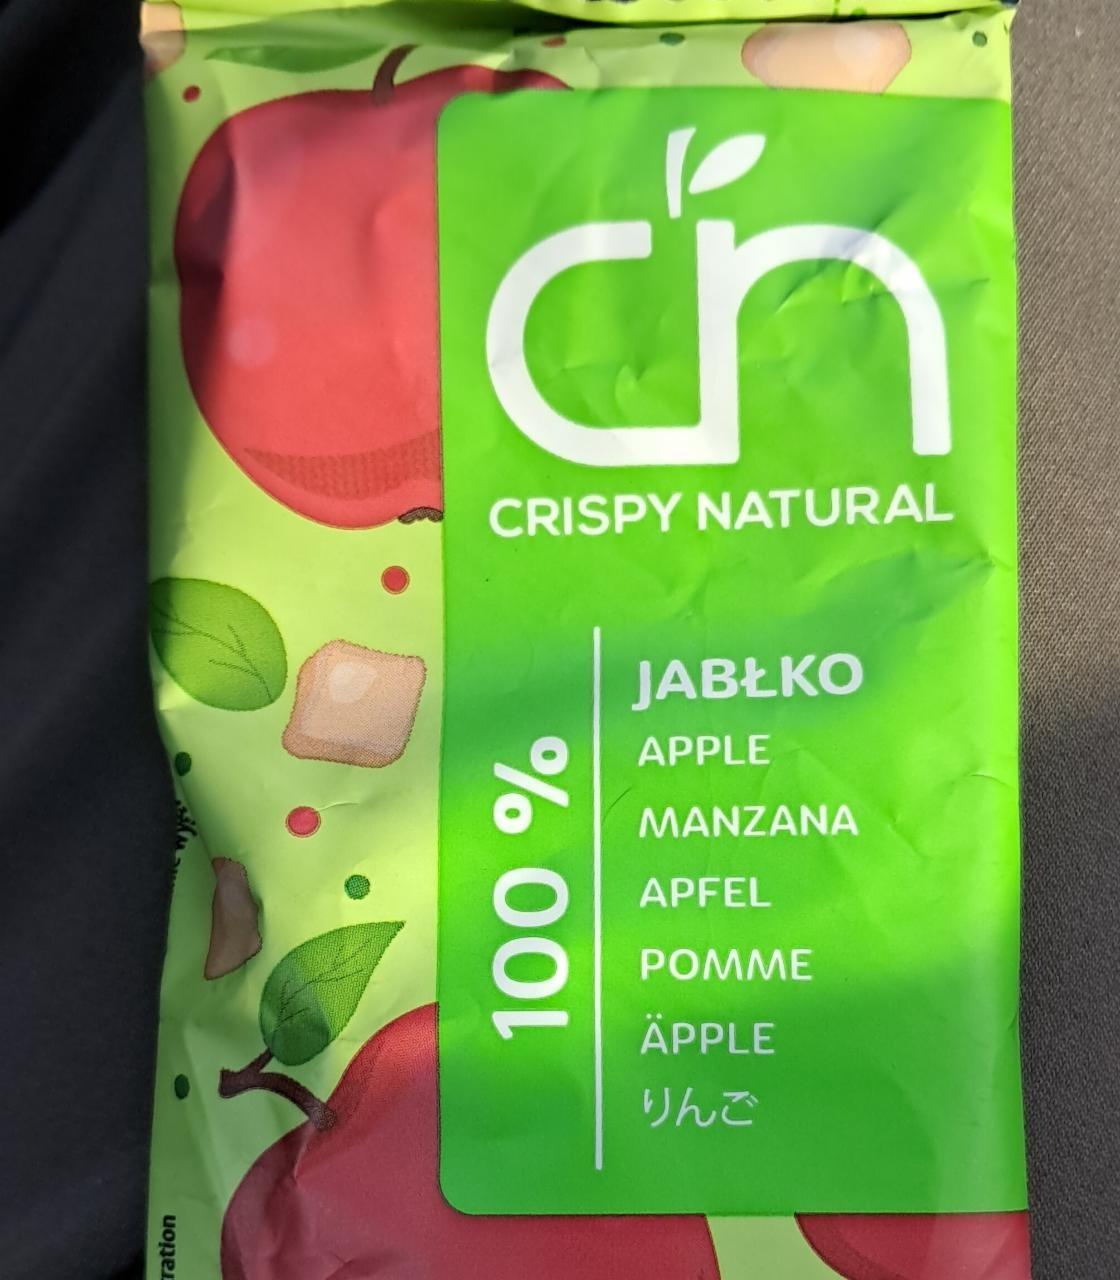 cn
CRISPY NATURAL
100 %
JABŁKO
APPLE
MANZANA
APFEL
POMME
ÄPPLE
りんご